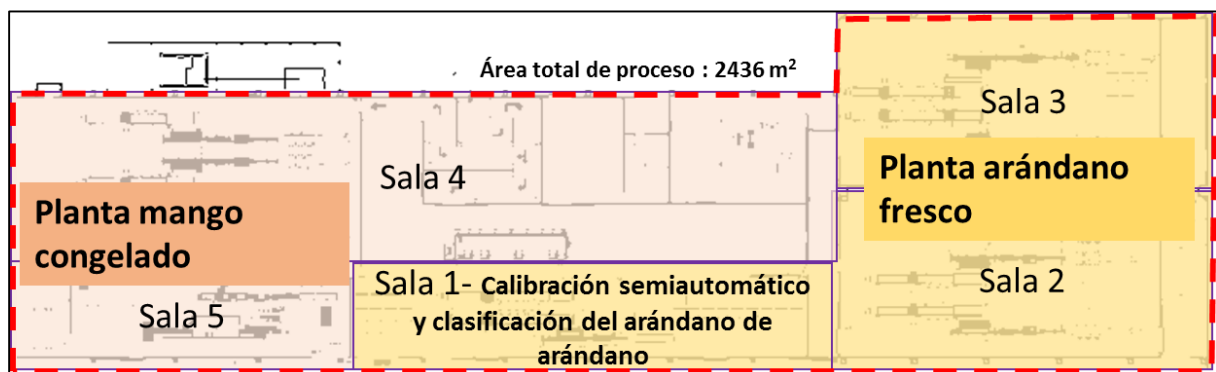 Área total de proceso : 2436 m²
Sala 3
Planta arándano
fresco
Sala 4
Planta mango
congelado
Sala 1- Calibración semiautomático
y clasificación del arándano de
arándano
Sala 2
Sala 5